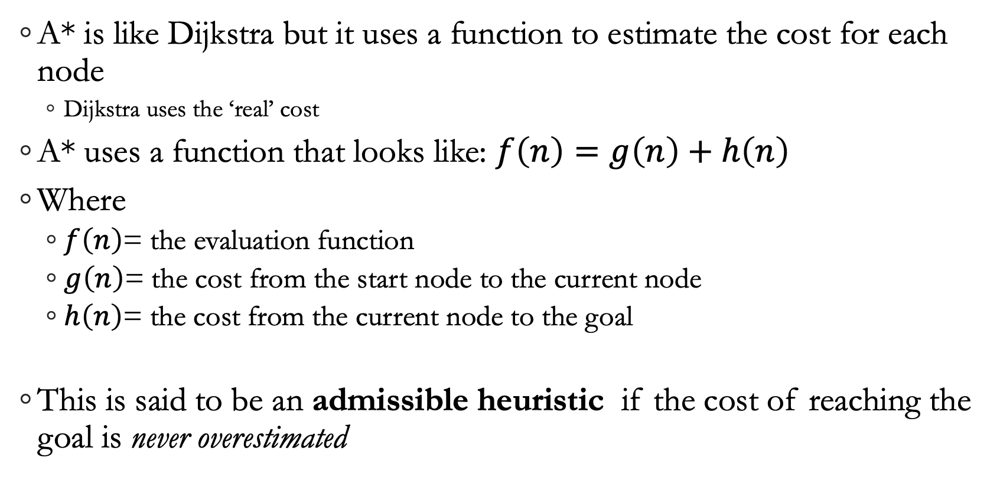 ◦ A* is like Dijkstra but it uses a function to estimate the cost for each
node
◦ Dijkstra uses the ‘real’ cost
◦ A* uses a function that looks like: f(n) = g(n) + h(n)
◦ Where
◦ f(n)= the evaluation function
◦ g(n)= the cost from the start node to the current node
◦ h(n)= the cost from the current node to the goal
◦ This is said to be an admissible heuristic if the cost of reaching the
goal is never overestimated